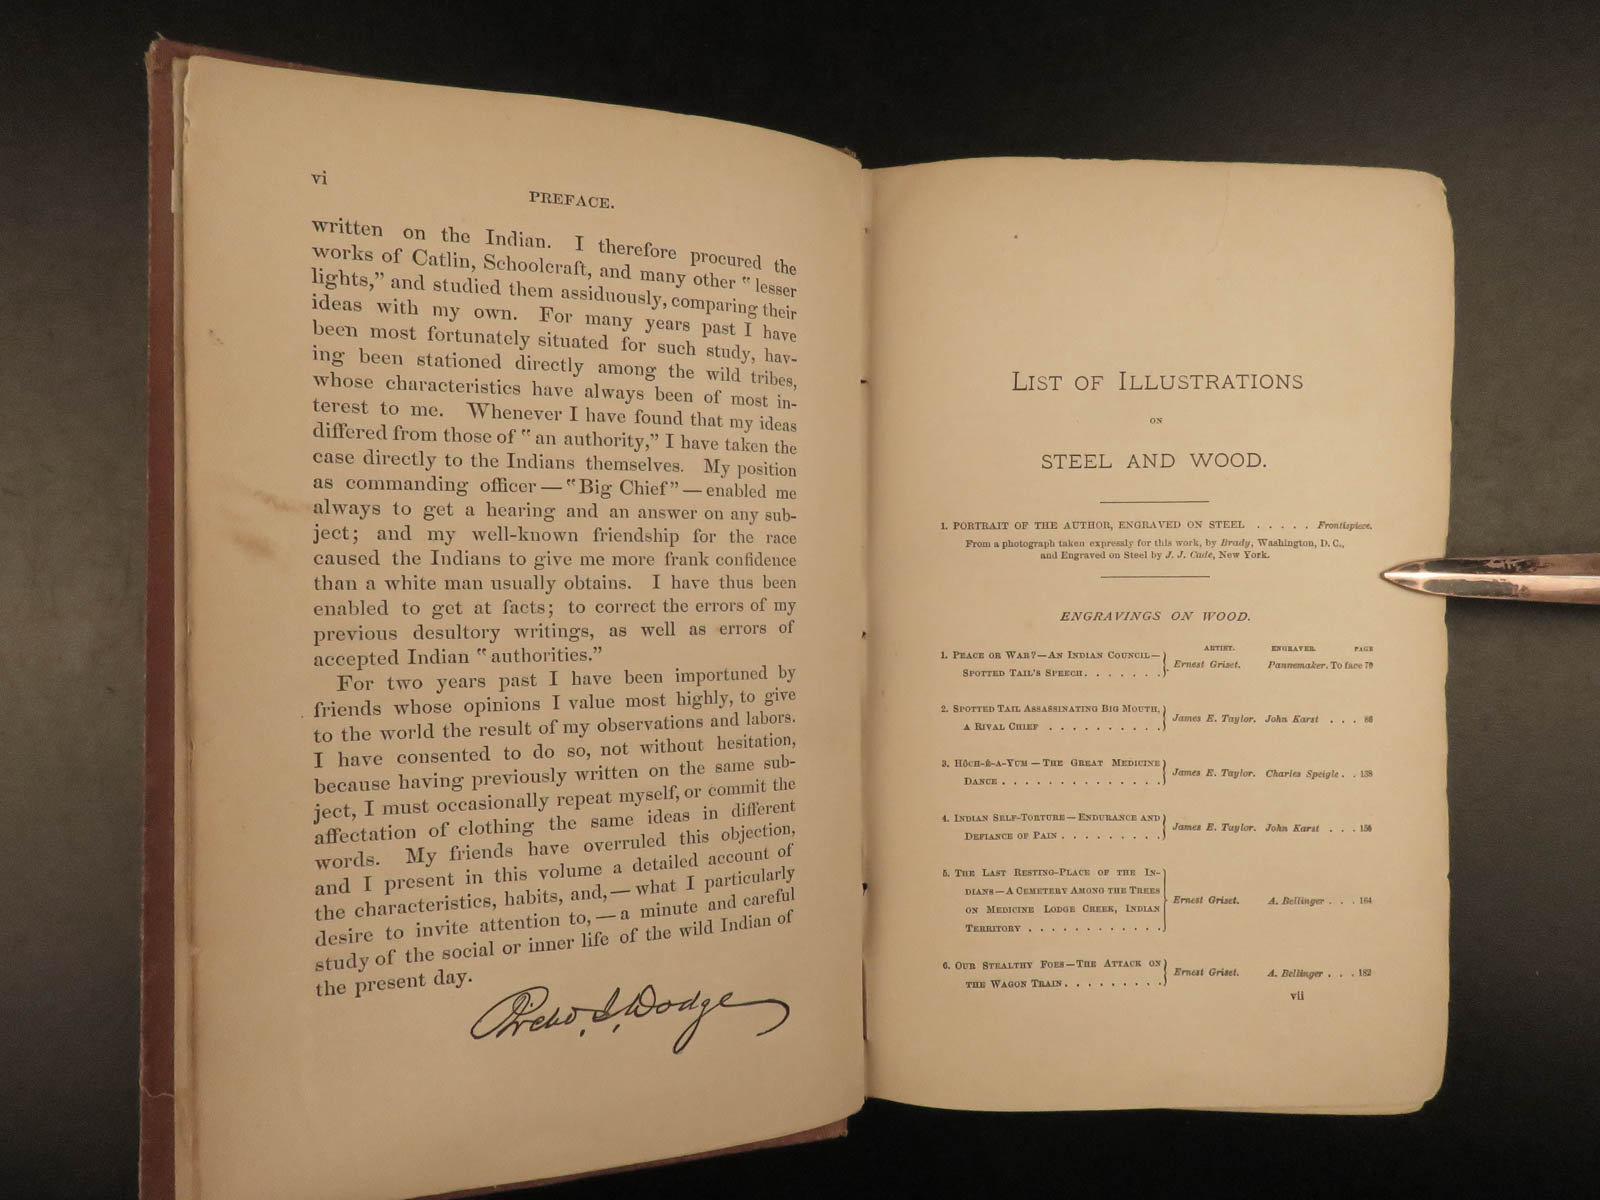 vi
PREFACE.
written on the Indian. I therefore procured the
works of Catlin, Schoolcraft, and many other "lesser
lights," and studied them assiduously, comparing their
ideas with my own. For many years past I have
been most fortunately situated for such study, hav-
ing been stationed directly among the wild tribes,
whose characteristics have always been of most in-
terest to me. Whenever I have found that my ideas
differed from those of "an authority," I have taken the
case directly to the Indians themselves. My position
as commanding officer — "Big Chief" — enabled me
always to get a hearing and an answer on any sub-
ject; and my well-known friendship for the race
caused the Indians to give me more frank confidence
than a white man usually obtains. I have thus been
enabled to get at facts; to correct the errors of my
previous desultory writings, as well as errors of
accepted Indian "authorities."
For two years past I have been importuned by
friends whose opinions I value most highly, to give
to the world the result of my observations and labors.
I have consented to do so, not without hesitation,
because having previously written on the same sub-
ject, I must occasionally repeat myself, or commit the
affectation of clothing the same ideas in different
words. My friends have overruled this objection,
and I present in this volume a detailed account of
the characteristics, habits, and, — what I particularly
desire to invite attention to, — a minute and careful
study of the social or inner life of the wild Indian of
the present day.
Richd. I. Dodge
LIST OF ILLUSTRATIONS
ON
STEEL AND WOOD.
1. PORTRAIT OF THE AUTHOR, ENGRAVED ON STEEL . . . . . Frontispiece.
From a photograph taken expressly for this work, by Brady, Washington, D. C.,
and Engraved on Steel by J. J. Cade, New York.
ENGRAVINGS ON WOOD.
ARTIST. ENGRAVER. PAGE
1. PEACE OR WAR?—AN INDIAN COUNCIL—
SPOTTED TAIL'S SPEECH. . . . . . . Ernest Griset. Pannemaker. To face 70
2. SPOTTED TAIL ASSASSINATING BIG MOUTH,
A RIVAL CHIEF . . . . . . . . . . James E. Taylor. John Karst . . . 86
3. HŌCH-Ē-A-YUM — THE GREAT MEDICINE
DANCE . . . . . . . . . . . . . . James E. Taylor. Charles Speigle . . 138
4. INDIAN SELF-TORTURE — ENDURANCE AND
DEFIANCE OF PAIN . . . . . . . . . James E. Taylor. John Karst . . . 156
5. THE LAST RESTING-PLACE OF THE IN-
DIANS — A CEMETERY AMONG THE TREES
ON MEDICINE LODGE CREEK, INDIAN
TERRITORY . . . . . . . . . . . . Ernest Griset. A. Bellinger . . . 164
6. OUR STEALTHY FOES — THE ATTACK ON
THE WAGON TRAIN . . . . . . . . . Ernest Griset. A. Bellinger . . . 182
vii